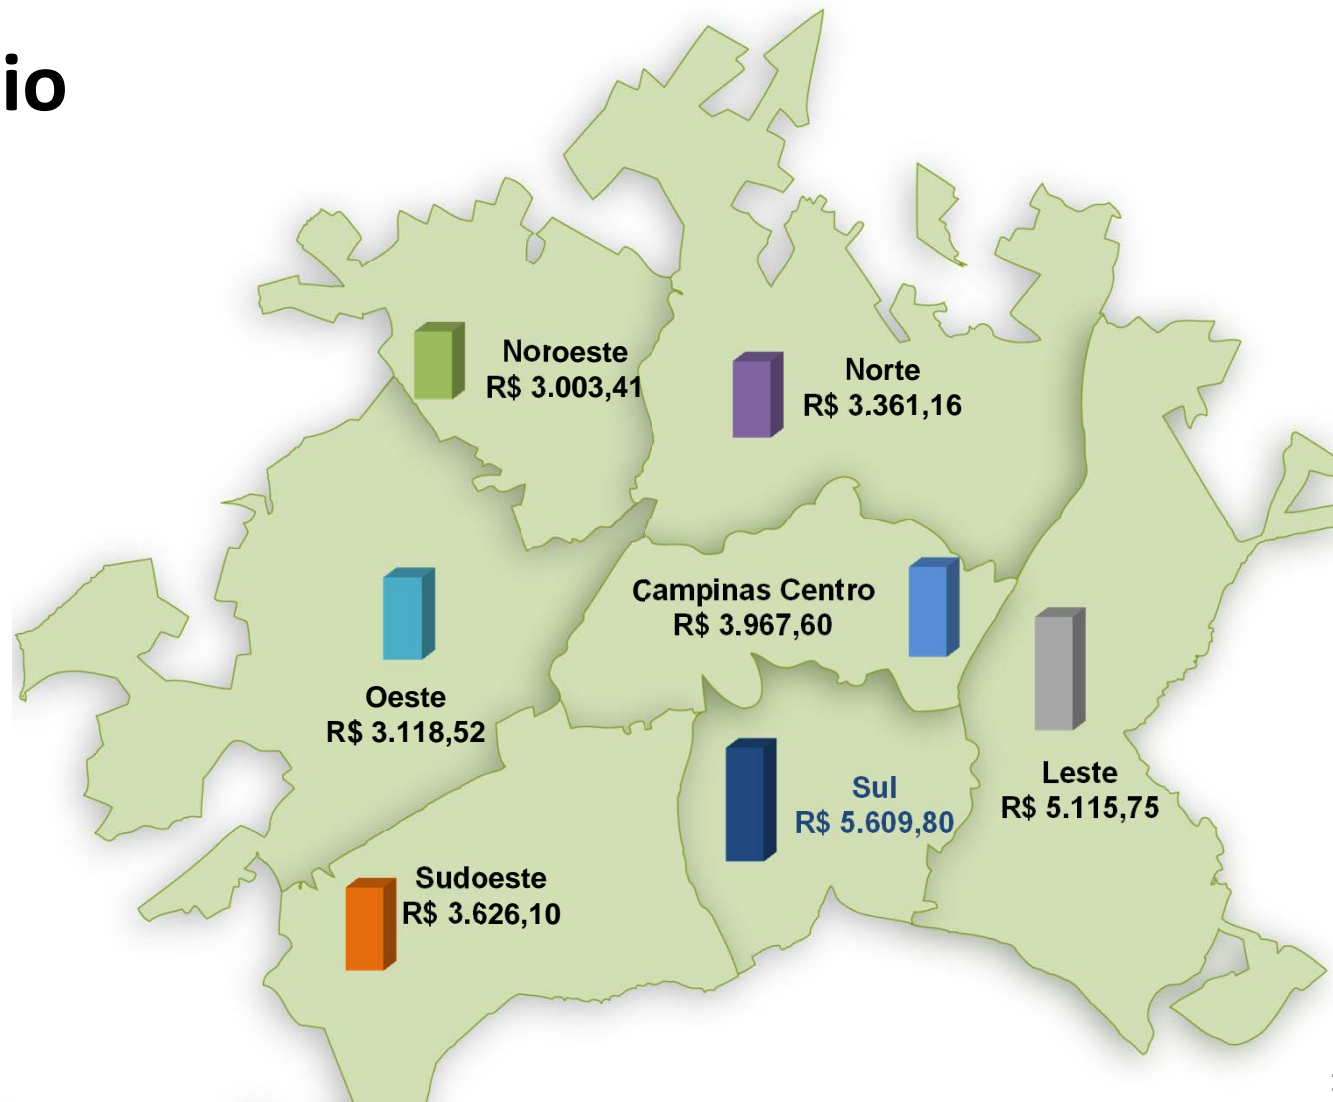 io
Noroeste
R$ 3.003,41
Norte
R$ 3.361,16
Campinas Centro
R$ 3.967,60
Oeste
R$ 3.118,52
Leste
R$ 5.115,75
Sul
R$ 5.609,80
Sudoeste
R$ 3.626,10